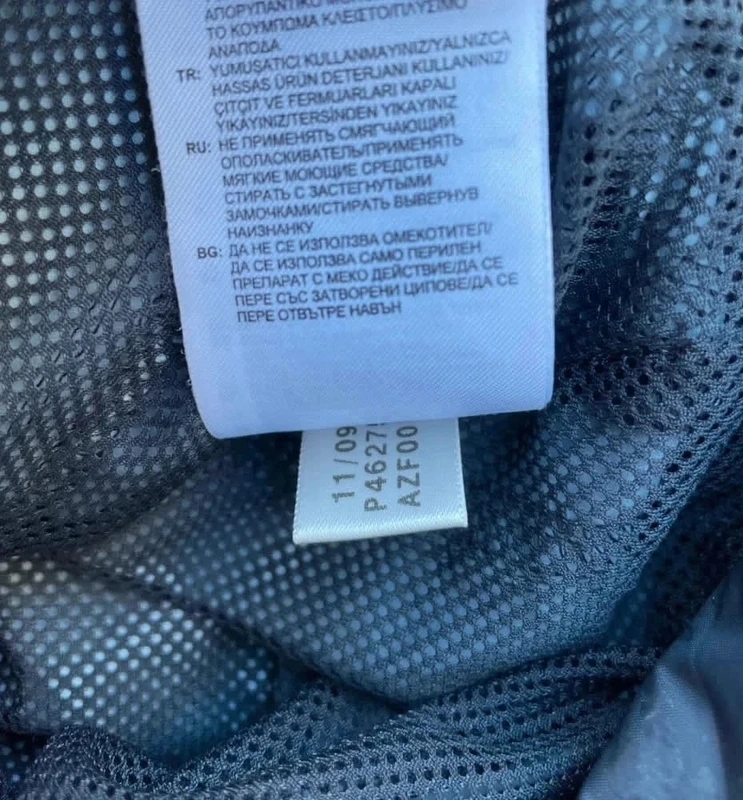 ΑΠΟΡΥΠΑΝΤΙΚΟ
ΤΟ ΚΟΥΜΠΩΜΑ ΚΛΕΙΣΤΟ/ΠΛΥΣΙΜΟ
ΑΝΑΠΟΔΑ
TR: YUMUŞATICI KULLANMAYINIZ/YALNIZCA
HASSAS ÜRÜN DETERJANI KULLANINIZ/
ÇITÇIT VE FERMUARLARI KAPALI
YIKAYINIZ/TERSİNDEN YIKAYINIZ
RU: НЕ ПРИМЕНЯТЬ СМЯГЧАЮЩИЙ
ОПОЛАСКИВАТЕЛЬ/ПРИМЕНЯТЬ
МЯГКИЕ МОЮЩИЕ СРЕДСТВА/
СТИРАТЬ С ЗАСТЕГНУТЫМИ
ЗАМОЧКАМИ/СТИРАТЬ ВЫВЕРНУВ
НАИЗНАНКУ
BG: ДА НЕ СЕ ИЗПОЛЗВА ОМЕКОТИТЕЛ/
ДА СЕ ИЗПОЛЗВА САМО ПЕРИЛЕН
ПРЕПАРАТ С МЕКО ДЕЙСТВИЕ/ДА СЕ
ПЕРЕ СЪС ЗАТВОРЕНИ ЦИПОВЕ/ДА СЕ
ПЕРЕ ОТВЪТРЕ НАВЪН
11/09
P4627
AZF00